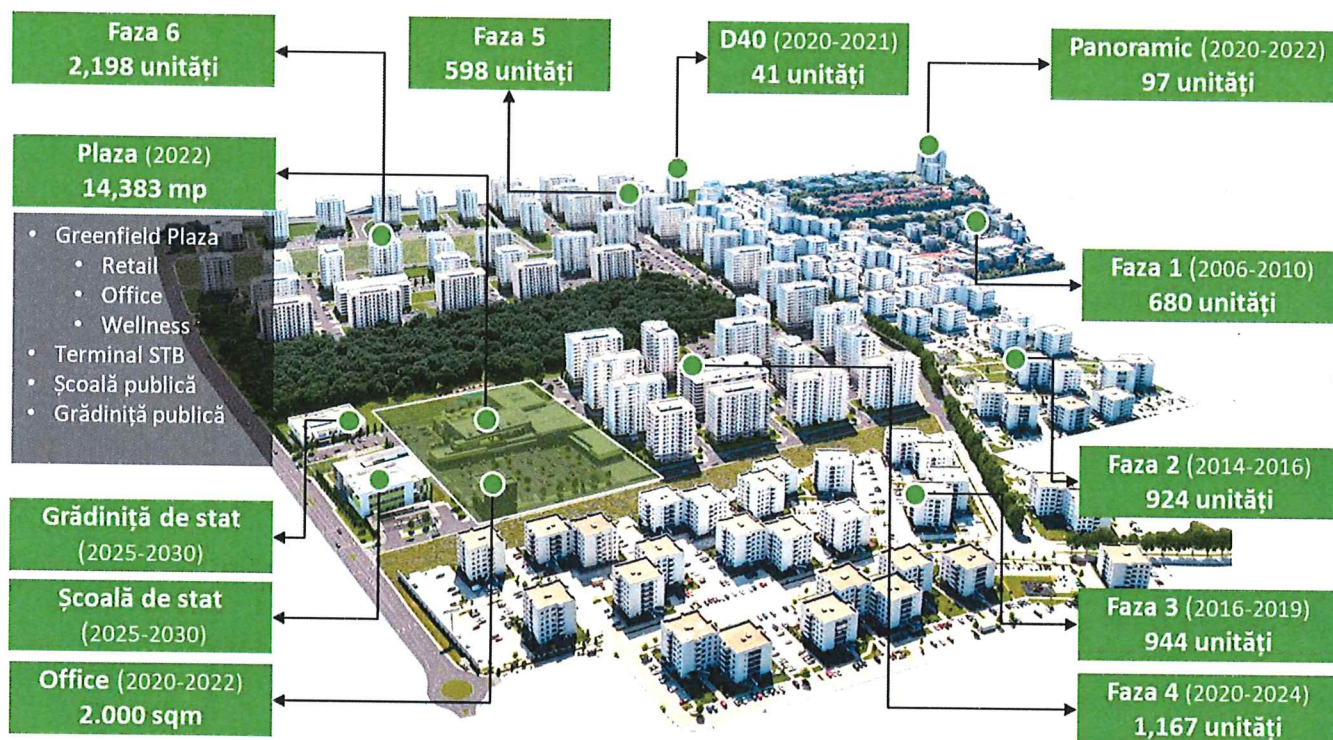 Faza 6
2,198 unități
Faza 5
598 unități
D40 (2020-2021)
41 unități
Panoramic (2020-2022)
97 unități
Plaza (2022)
14,383 mp
• Greenfield Plaza
• Retail
• Office
• Wellness
• Terminal STB
• Școală publică
• Grădiniță publică
Faza 1 (2006-2010)
680 unități
Faza 2 (2014-2016)
924 unități
Grădiniță de stat
(2025-2030)
Școală de stat
(2025-2030)
Faza 3 (2016-2019)
944 unități
Office (2020-2022)
2.000 sqm
Faza 4 (2020-2024)
1,167 unități